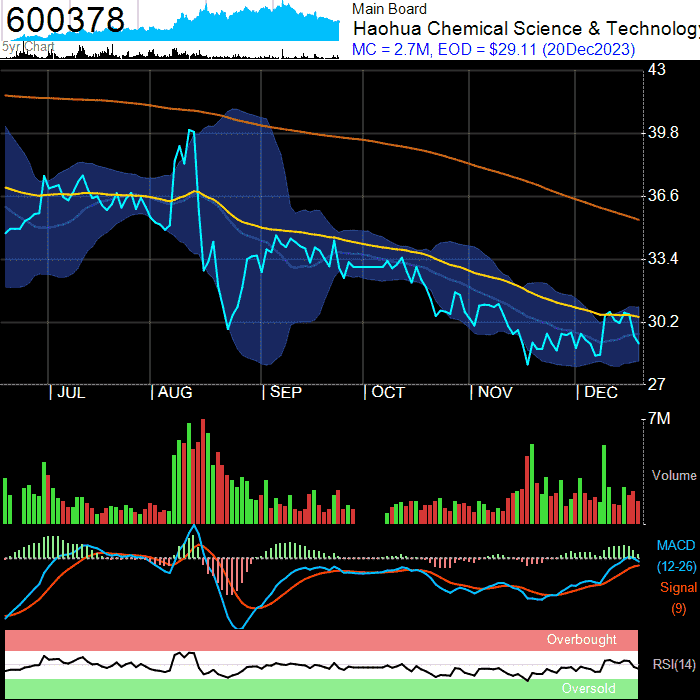 600378
5yr Chart
Main Board
Haohua Chemical Science & Technology
MC = 2.7M, EOD = $29.11 (20Dec2023)
43
39.8
36.6
33.4
30.2
27
JUL
AUG
SEP
OCT
NOV
DEC
7M
Volume
MACD
(12-26)
Signal
(9)
Overbought
RSI(14)
Oversold